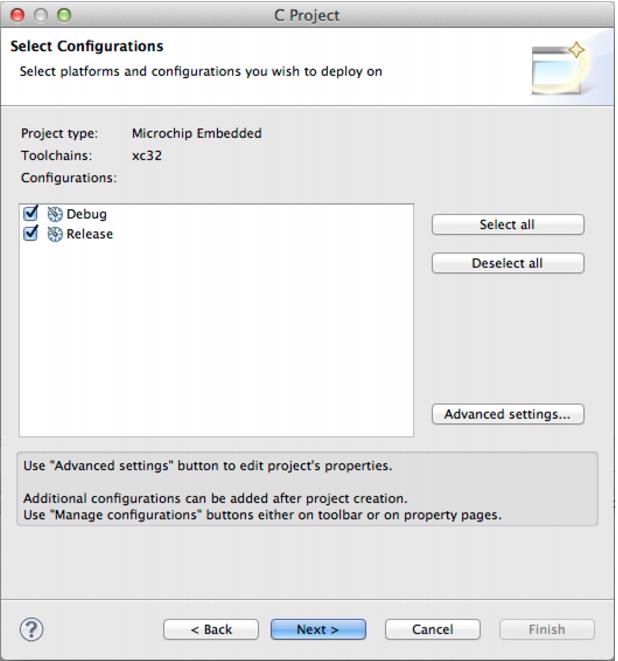 C Project
Select Configurations
Select platforms and configurations you wish to deploy on
Project type: Microchip Embedded
Toolchains: xc32
Configurations:
Debug
Release
Select all
Deselect all
Advanced settings...
Use "Advanced settings" button to edit project's properties.
Additional configurations can be added after project creation.
Use "Manage configurations" buttons either on toolbar or on property pages.
?
< Back
Next >
Cancel
Finish